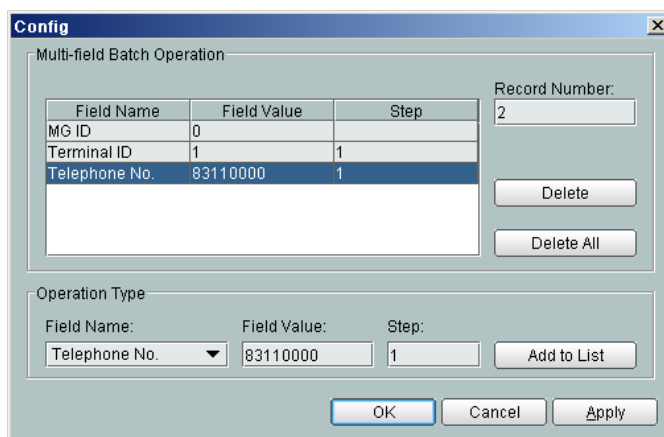 Config
Multi-field Batch Operation
Record Number:
2
Field Name Field Value Step
MG ID 0
Terminal ID 1 1
Telephone No. 83110000 1
Delete
Delete All
Operation Type
Field Name: Field Value: Step:
Telephone No. 83110000 1 Add to List
OK Cancel Apply